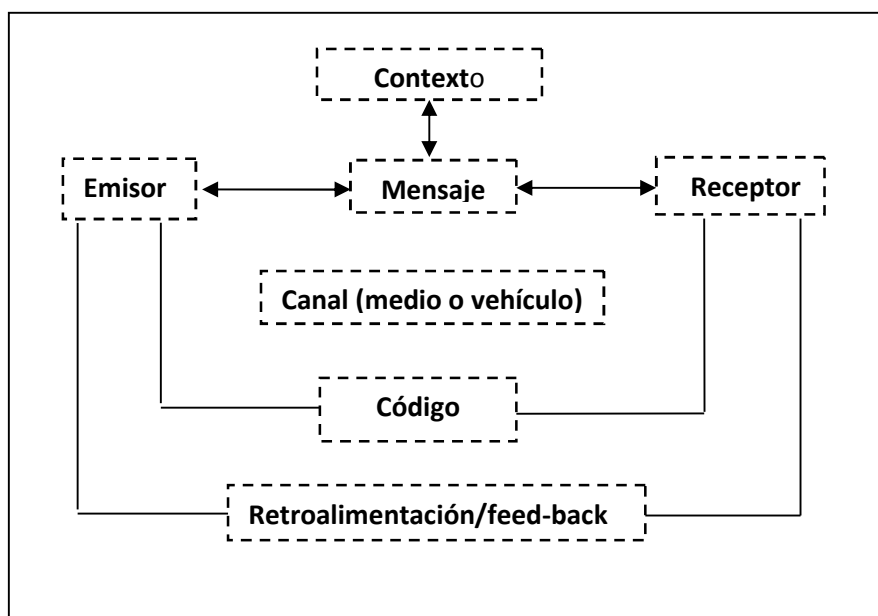 Contexto
Emisor
Mensaje
Receptor
Canal (medio o vehículo)
Código
Retroalimentación/feed-back